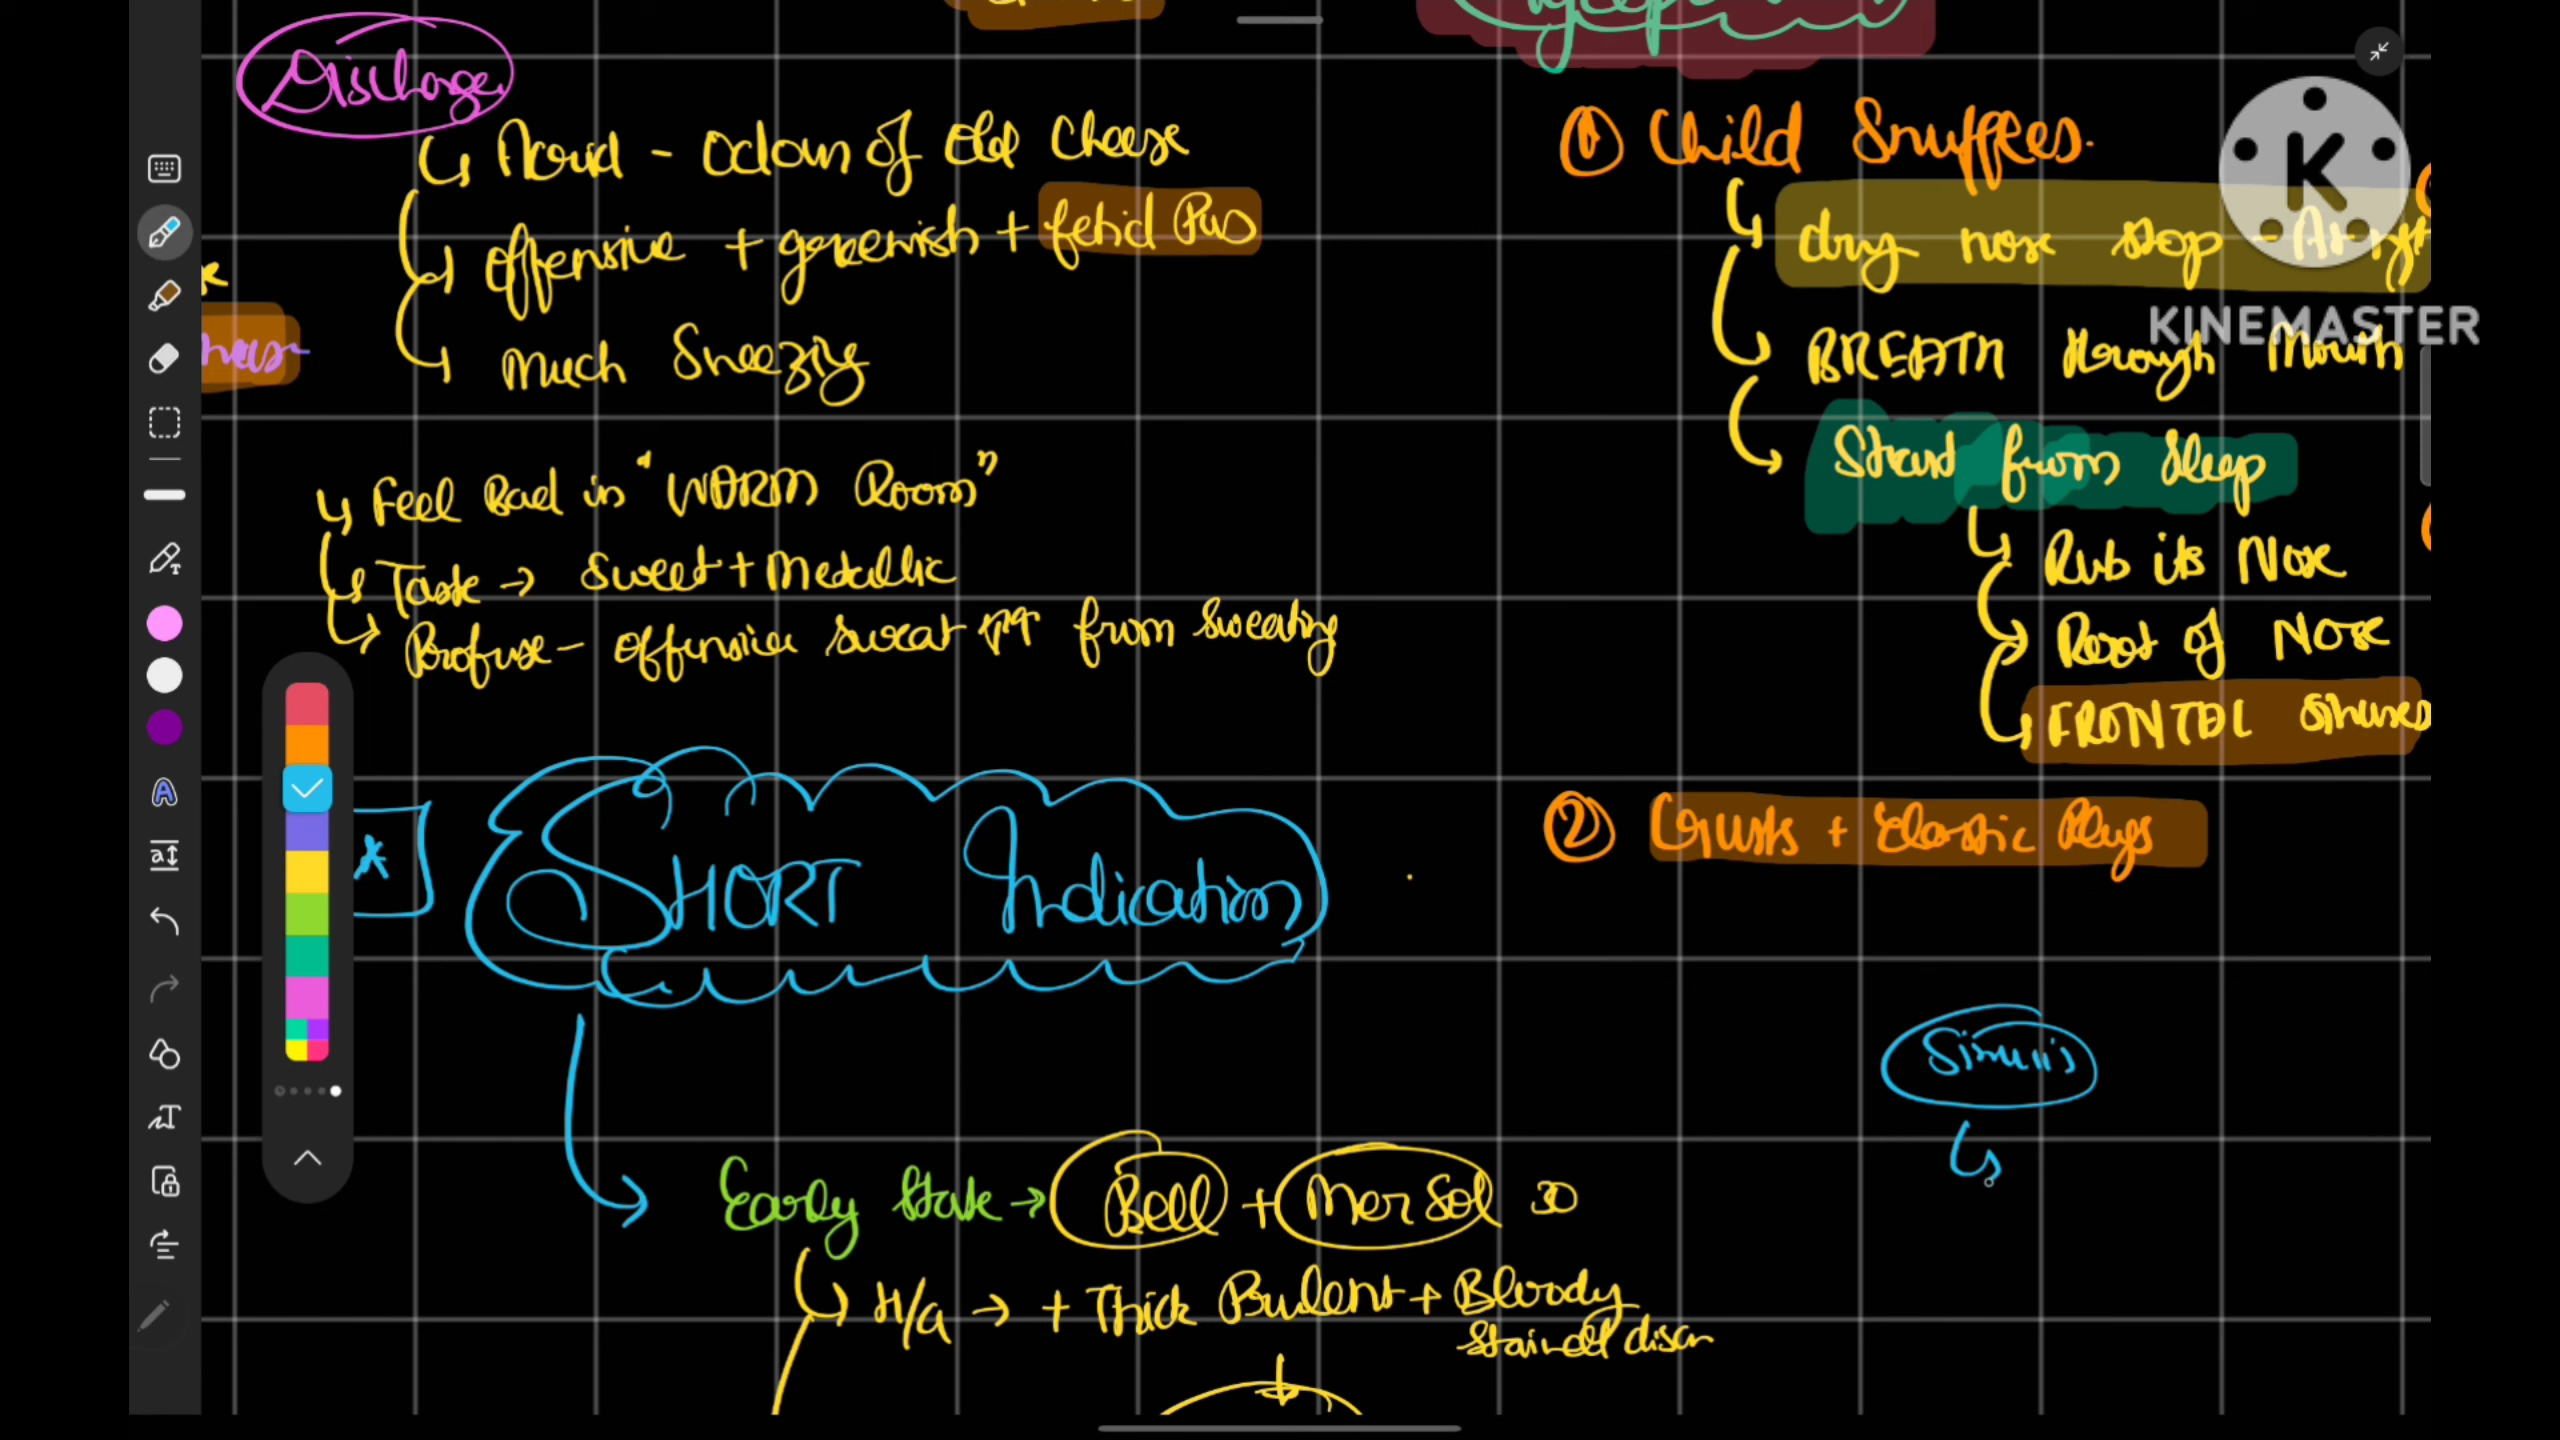 Discharge
Acrid - Odour of Old Cheese
Offensive + greenish + fetid Pus
Much Sneezing
Feel Bad in "WARM Room"
Taste → Sweet + Metallic
Profuse - Offensive Sweat from Sweating
SHORT Indication
Early State → Bell + Mer Sol 30
H/a → + Thick Purulent + Bloody
Stained
① Child Snuffles.
dry nose stop
BREATH through Mouth
Start from Sleep
Rub its Nose
Root of Nose
FRONTAL Sinuses
② Crusts + Elastic Plugs
K
KINEMASTER